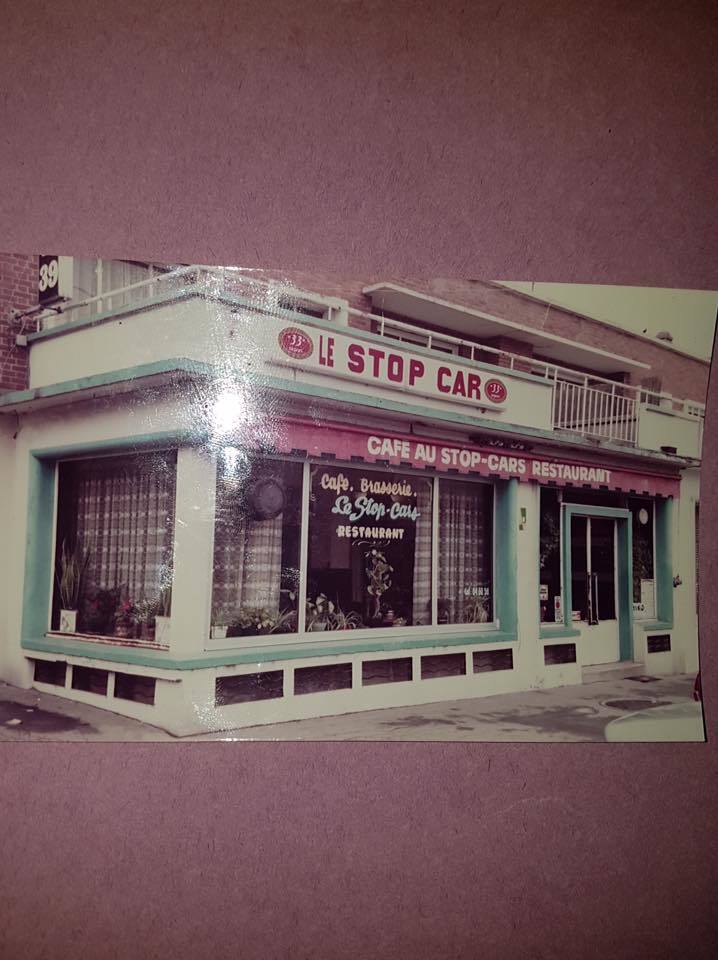 39
"33"
LE STOP CAR
"33"
CAFE AU STOP-CARS RESTAURANT
Café. Brasserie.
Le Stop-Cars
RESTAURANT